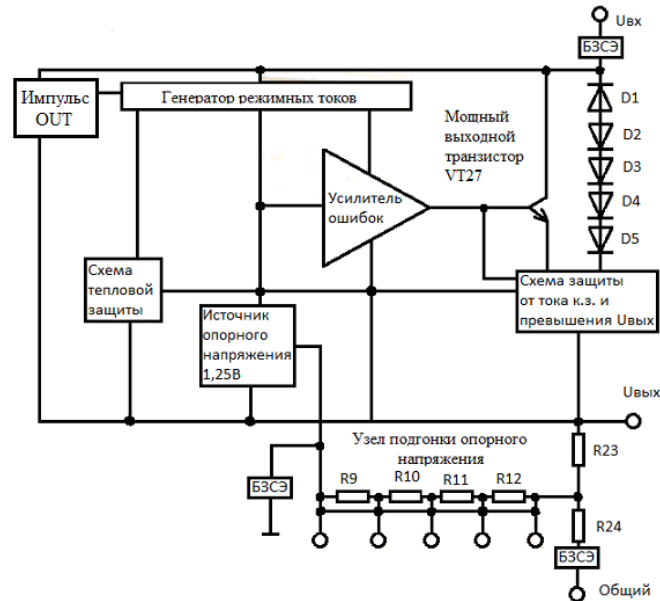 Uвх
БЗСЭ
Импульс
OUT
Генератор режимных токов
D1
D2
D3
D4
D5
Мощный
выходной
транзистор
VT27
Усилитель
ошибок
Схема
тепловой
защиты
Источник
опорного
напряжения
1,25В
Схема защиты
от тока к.з. и
превышения Uвых
Uвых
Узел подгонки опорного
напряжения
R23
БЗСЭ
R9
R10
R11
R12
R24
БЗСЭ
Общий